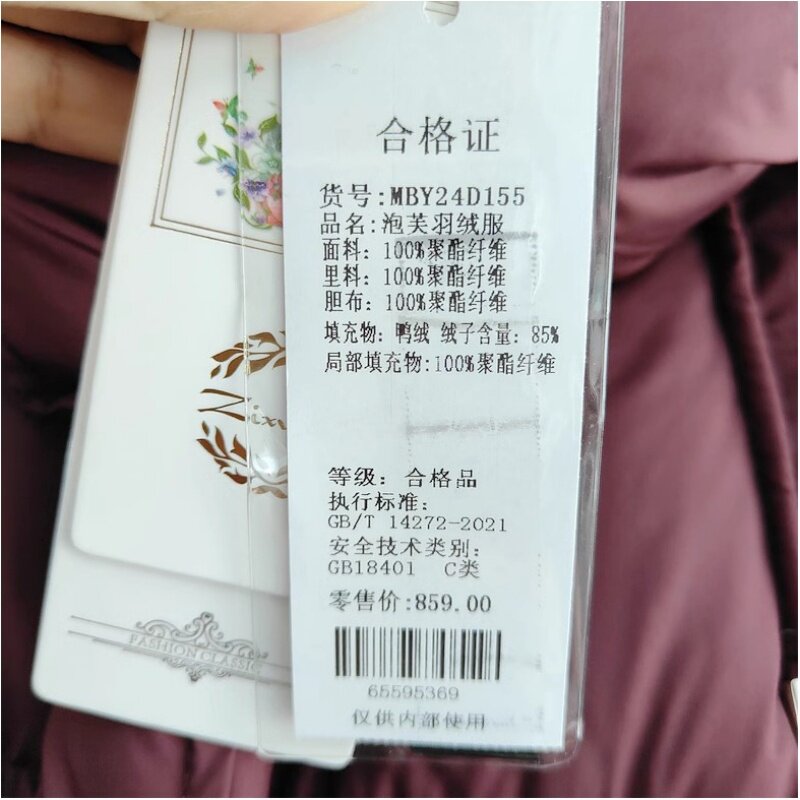 合格证
货号:MBY24D155
品名:泡芙羽绒服
面料: 100%聚酯纤维
里料: 100%聚酯纤维
胆布: 100%聚酯纤维
填充物: 鸭绒 绒子含量: 85%
局部填充物:100%聚酯纤维
等级: 合格品
执行标准:
GB/T 14272-2021
安全技术类别:
GB18401 C类
零售价:859.00
65595369
仅供内部使用
FASHION CLASSIC